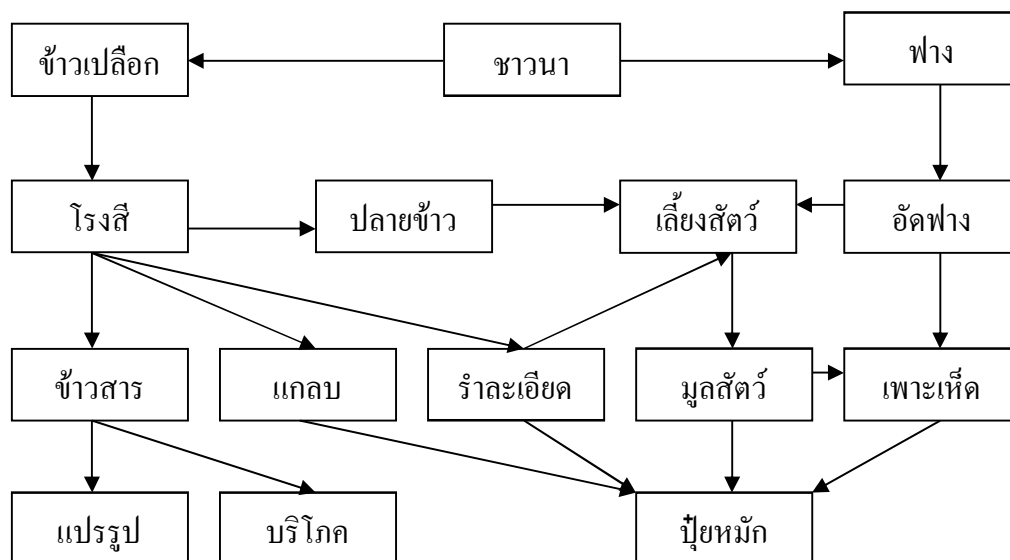 ข้าวเปลือก ชาวนา ฟาง
โรงสี ปลายข้าว เลี้ยงสัตว์ อัดฟาง
ข้าวสาร แกลบ รำละเอียด มูลสัตว์ เพาะเห็ด
แปรรูป บริโภค ปุ๋ยหมัก